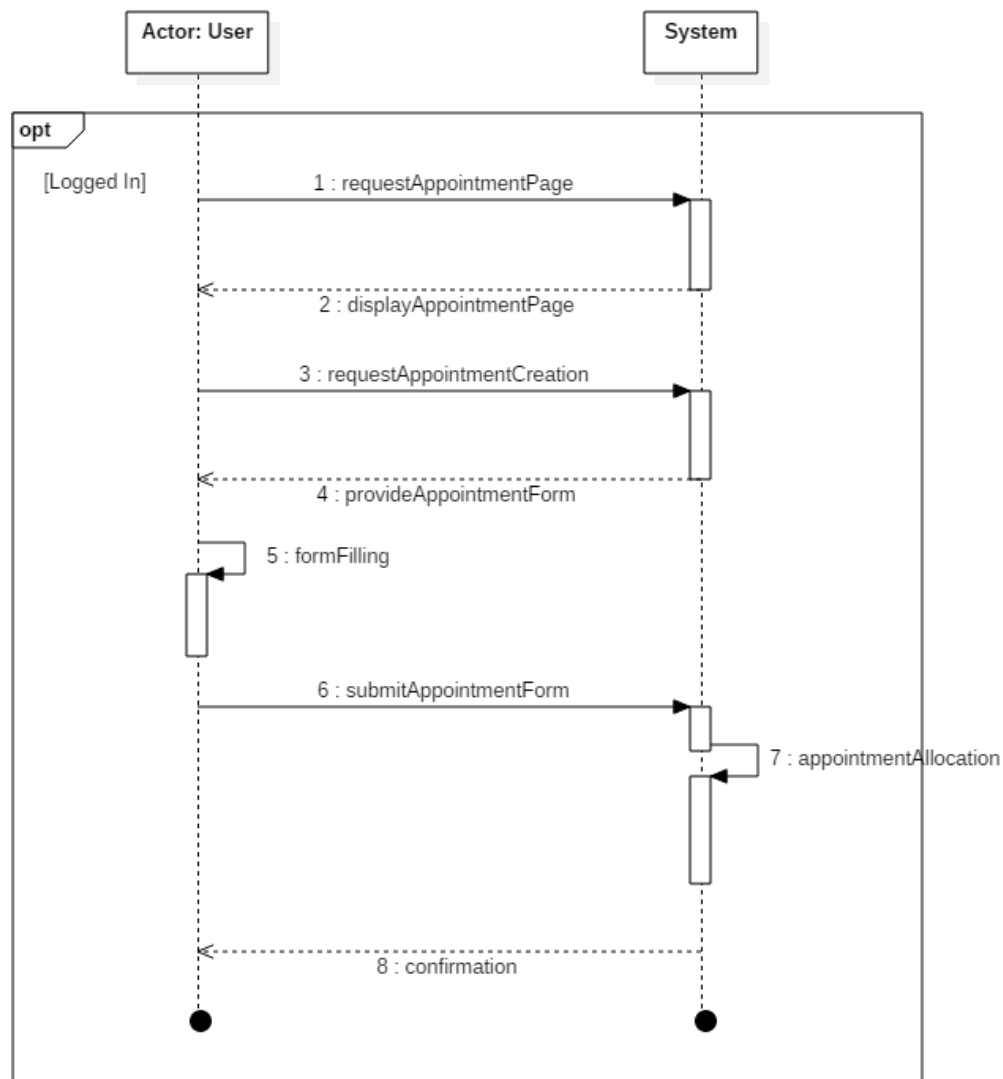 Actor: User
System
opt
[Logged In]
1 : requestAppointmentPage
2 : displayAppointmentPage
3 : requestAppointmentCreation
4 : provideAppointmentForm
5 : formFilling
6 : submitAppointmentForm
7 : appointmentAllocation
8 : confirmation